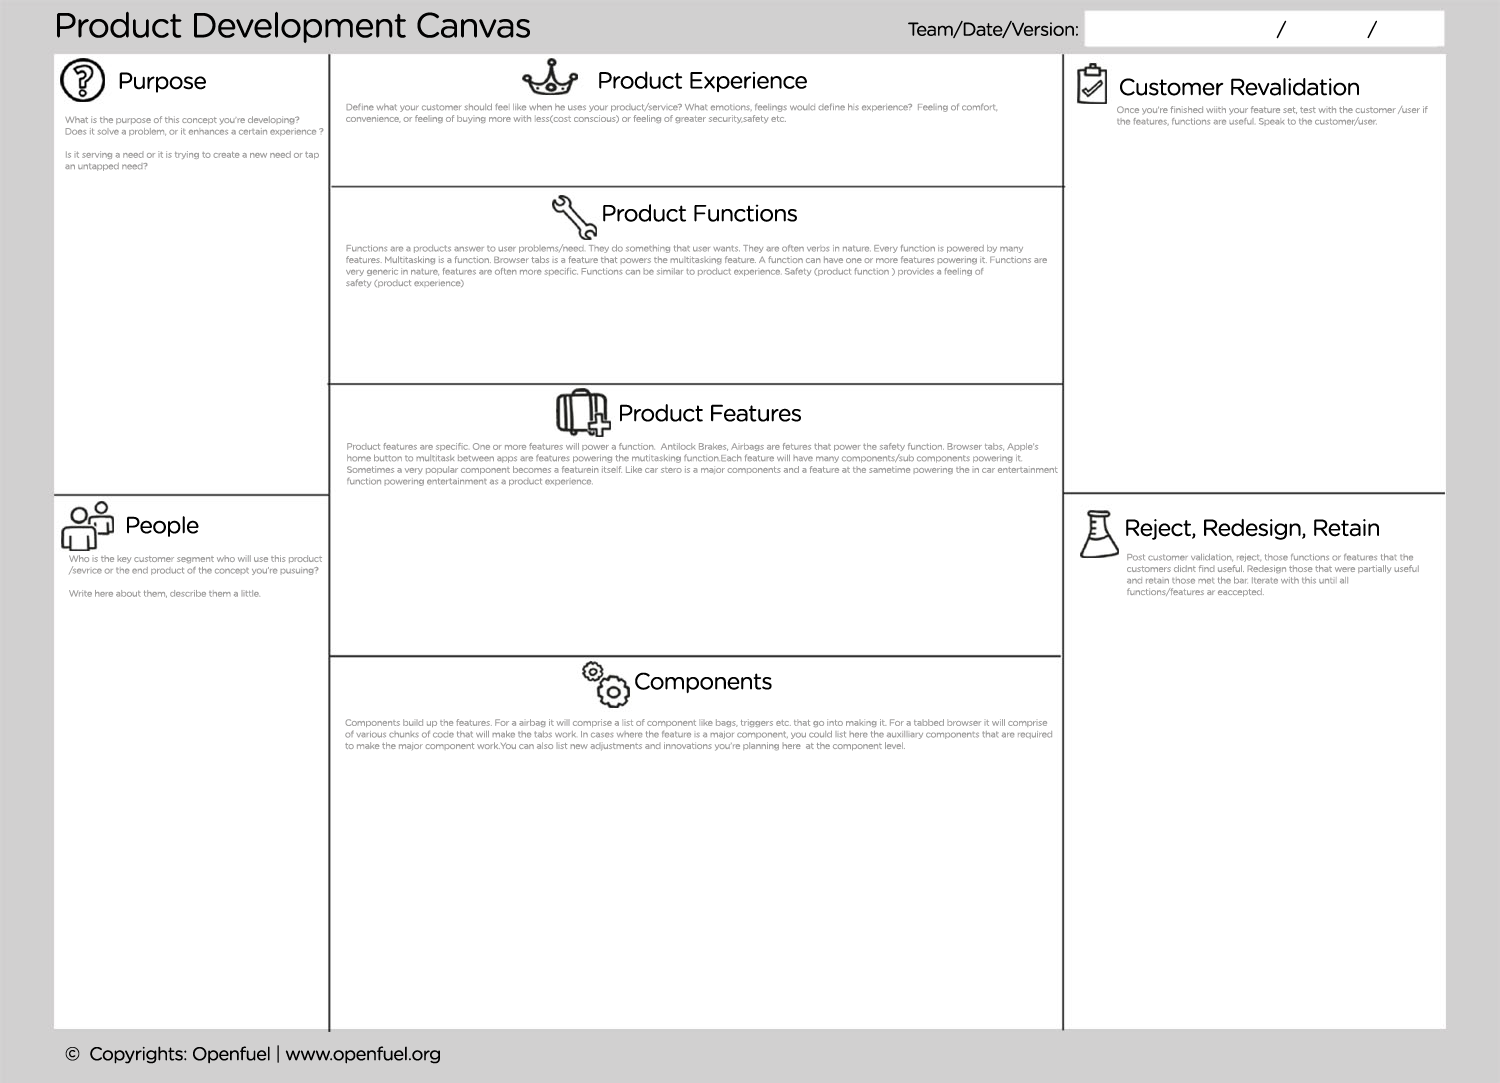 Product Development Canvas
Team/Date/Version: / /
Purpose
What is the purpose of this concept you're developing?
Does it solve a problem, or it enhances a certain experience ?
Is it serving a need or it is trying to create a new need or tap
an untapped need?
People
Who is the key customer segment who will use this product
/sevrice or the end product of the concept you're pusuing?
Write here about them, describe them a little.
Product Experience
Define what your customer should feel like when he uses your product/service? What emotions, feelings would define his experience? Feeling of comfort,
convenience, or feeling of buying more with less(cost conscious) or feeling of greater security,safety etc.
Product Functions
Functions are a products answer to user problems/need. They do something that user wants. They are often verbs in nature. Every function is powered by many
features. Multitasking is a function. Browser tabs is a feature that powers the multitasking feature. A function can have one or more features powering it. Functions are
very generic in nature, features are often more specific. Functions can be similar to product experience. Safety (product function ) provides a feeling of
safety (product experience)
Product Features
Product features are specific. One or more features will power a function. Antilock Brakes, Airbags are fetures that power the safety function. Browser tabs, Apple's
home button to multitask between apps are features powering the mutitasking function.Each feature will have many components/sub components powering it.
Sometimes a very popular component becomes a featurein itself. Like car stero is a major components and a feature at the sametime powering the in car entertainment
function powering entertainment as a product experience.
Components
Components build up the features. For a airbag it will comprise a list of component like bags, triggers etc. that go into making it. For a tabbed browser it will comprise
of various chunks of code that will make the tabs work. In cases where the feature is a major component, you could list here the auxilliary components that are required
to make the major component work.You can also list new adjustments and innovations you're planning here at the component level.
Customer Revalidation
Once you're finished wiith your feature set, test with the customer /user if
the features, functions are useful. Speak to the customer/user.
Reject, Redesign, Retain
Post customer validation, reject, those functions or features that the
customers didnt find useful. Redesign those that were partially useful
and retain those met the bar. Iterate with this until all
functions/features ar eaccepted.
© Copyrights: Openfuel | www.openfuel.org